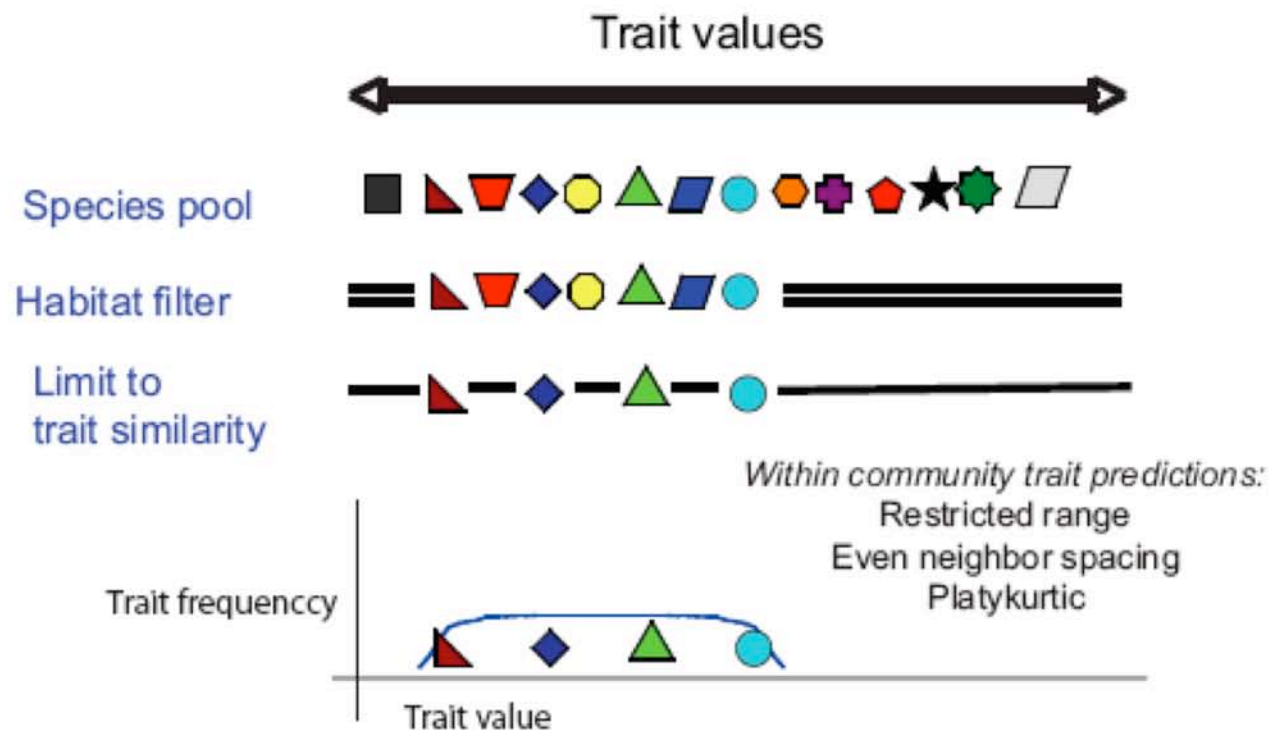 Trait values
Species pool
Habitat filter
Limit to
trait similarity
Within community trait predictions:
Restricted range
Even neighbor spacing
Platykurtic
Trait frequenccy
Trait value